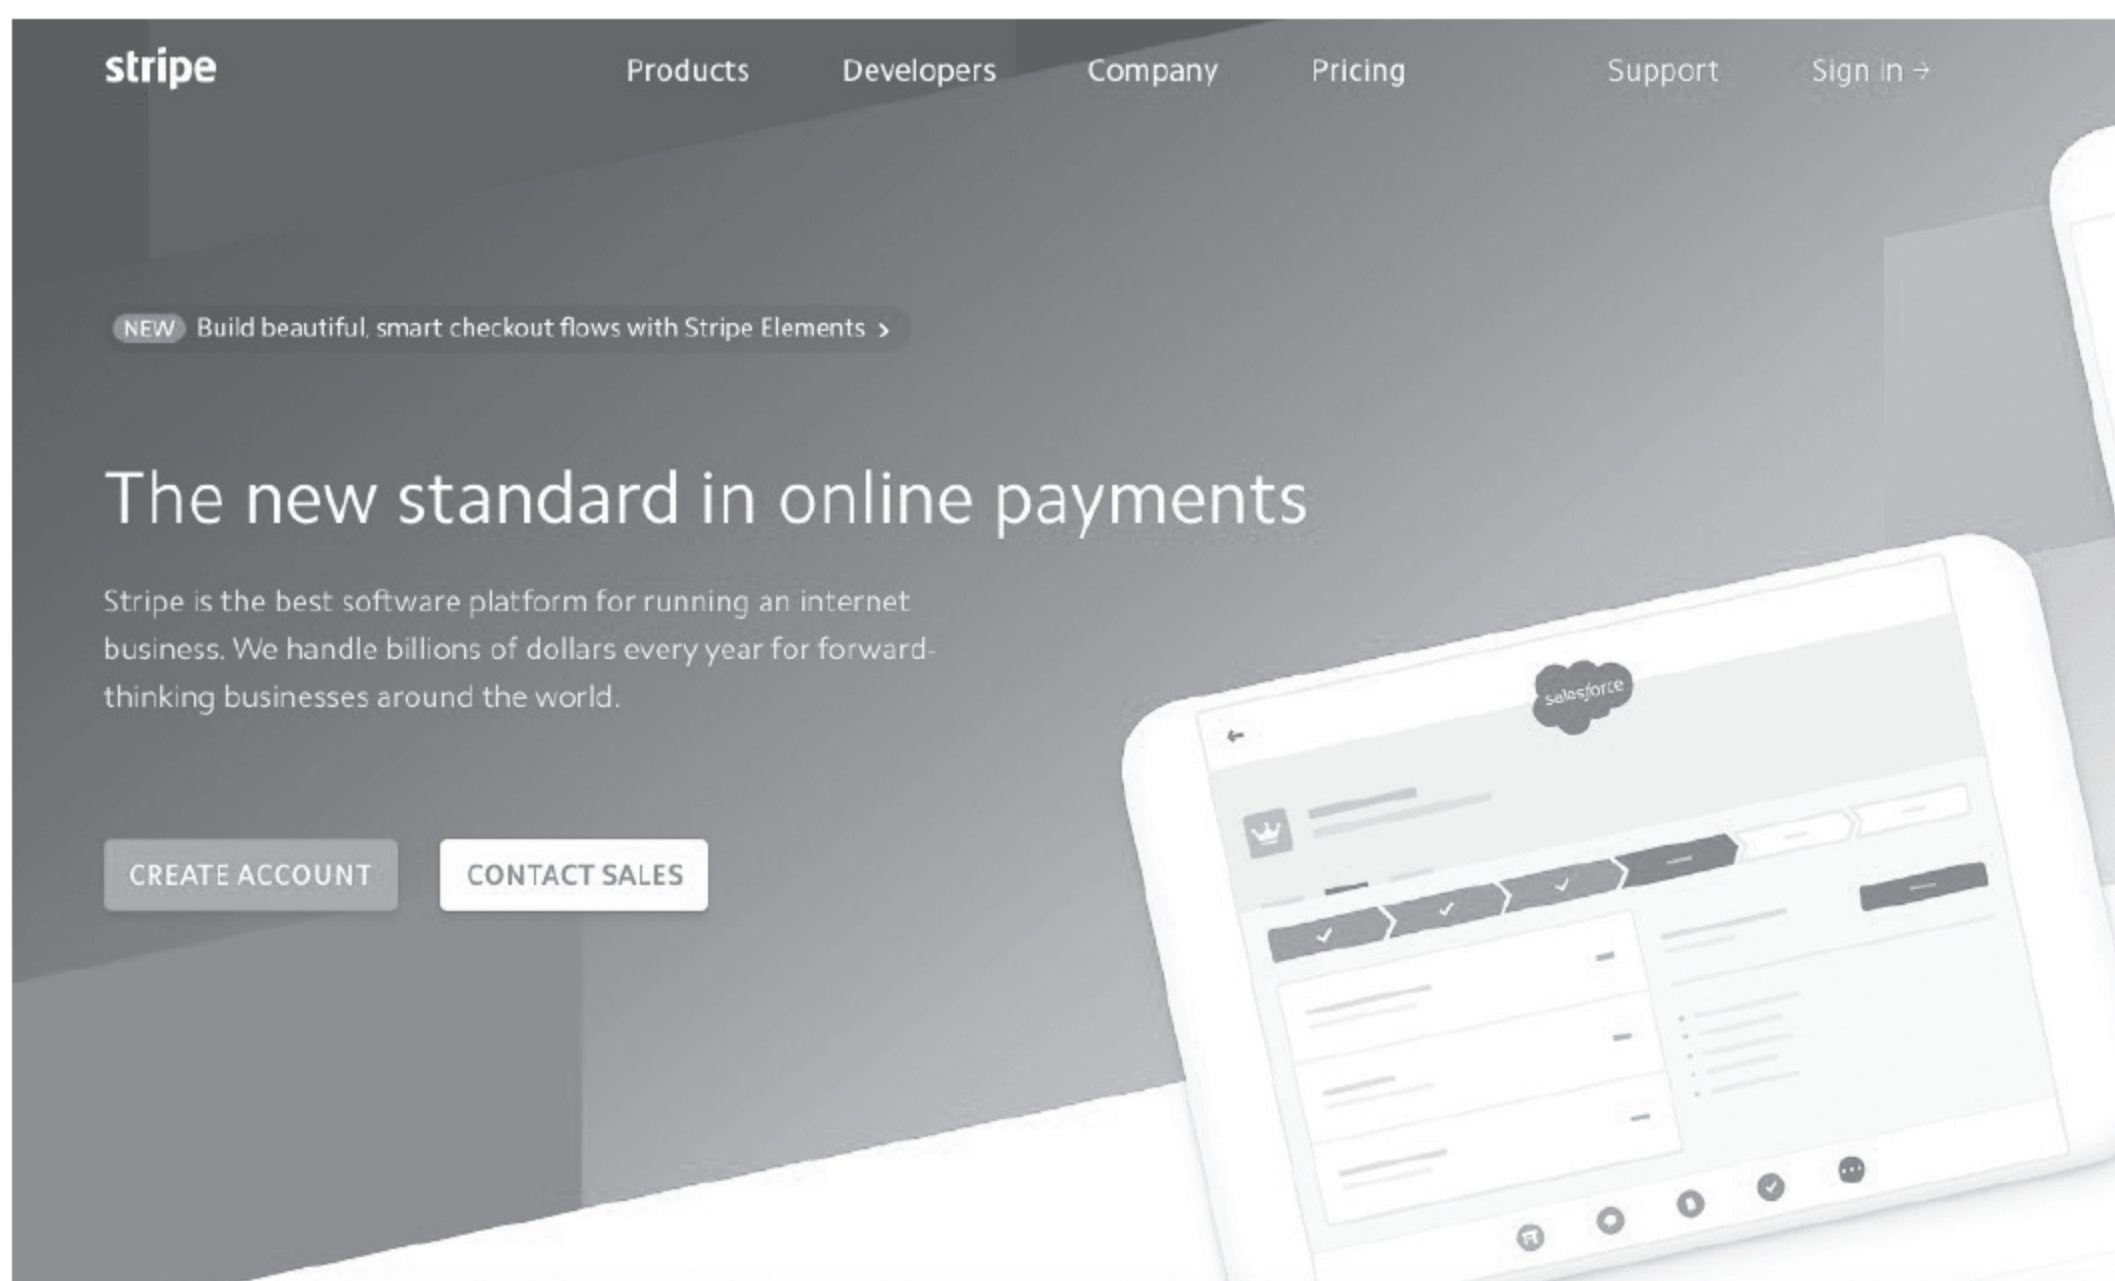 stripe
Products Developers Company Pricing Support Sign in →
NEW Build beautiful, smart checkout flows with Stripe Elements >
The new standard in online payments
Stripe is the best software platform for running an internet
business. We handle billions of dollars every year for forward-
thinking businesses around the world.
salesforce
CREATE ACCOUNT CONTACT SALES